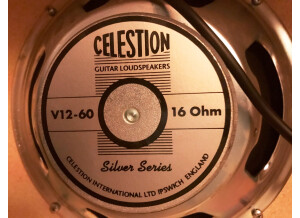 CELESTION
GUITAR LOUDSPEAKERS
V12-60
16 Ohm
Silver Series
CELESTION INTERNATIONAL LTD IPSWICH ENGLAND